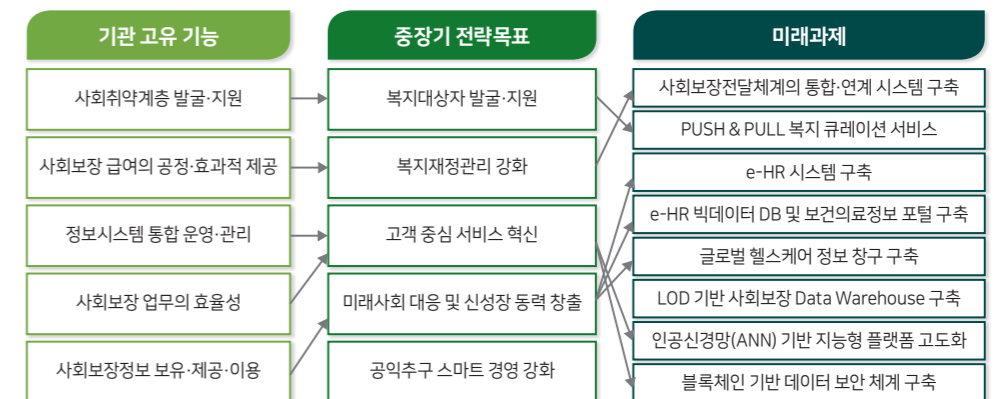 기관 고유 기능
사회취약계층 발굴·지원
사회보장 급여의 공정·효과적 제공
정보시스템 통합 운영·관리
사회보장 업무의 효율성
사회보장정보 보유·제공·이용
중장기 전략목표
복지대상자 발굴·지원
복지재정관리 강화
고객 중심 서비스 혁신
미래사회 대응 및 신성장 동력 창출
공익추구 스마트 경영 강화
미래과제
사회보장전달체계의 통합·연계 시스템 구축
PUSH & PULL 복지 큐레이션 서비스
e-HR 시스템 구축
e-HR 빅데이터 DB 및 보건의료정보 포털 구축
글로벌 헬스케어 정보 창구 구축
LOD 기반 사회보장 Data Warehouse 구축
인공신경망(ANN) 기반 지능형 플랫폼 고도화
블록체인 기반 데이터 보안 체계 구축